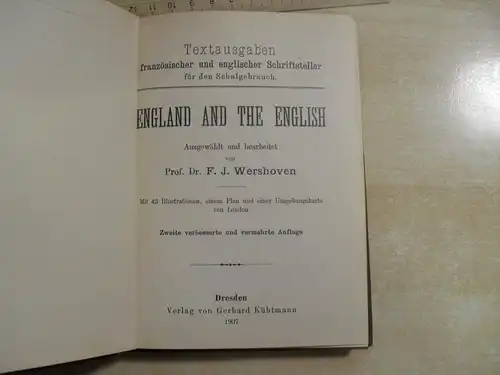 Textausgaben
französischer und englischer Schriftsteller
für den Schulgebrauch.
ENGLAND AND THE ENGLISH
Ausgewählt und bearbeitet
von
Prof. Dr. F. J. Wershoven
Mit 42 Illustrationen, einem Plan und einer Umgebungskarte
von London
Zweite verbesserte und vermehrte Auflage
Dresden
Verlag von Gerhard Kühtmann
1907